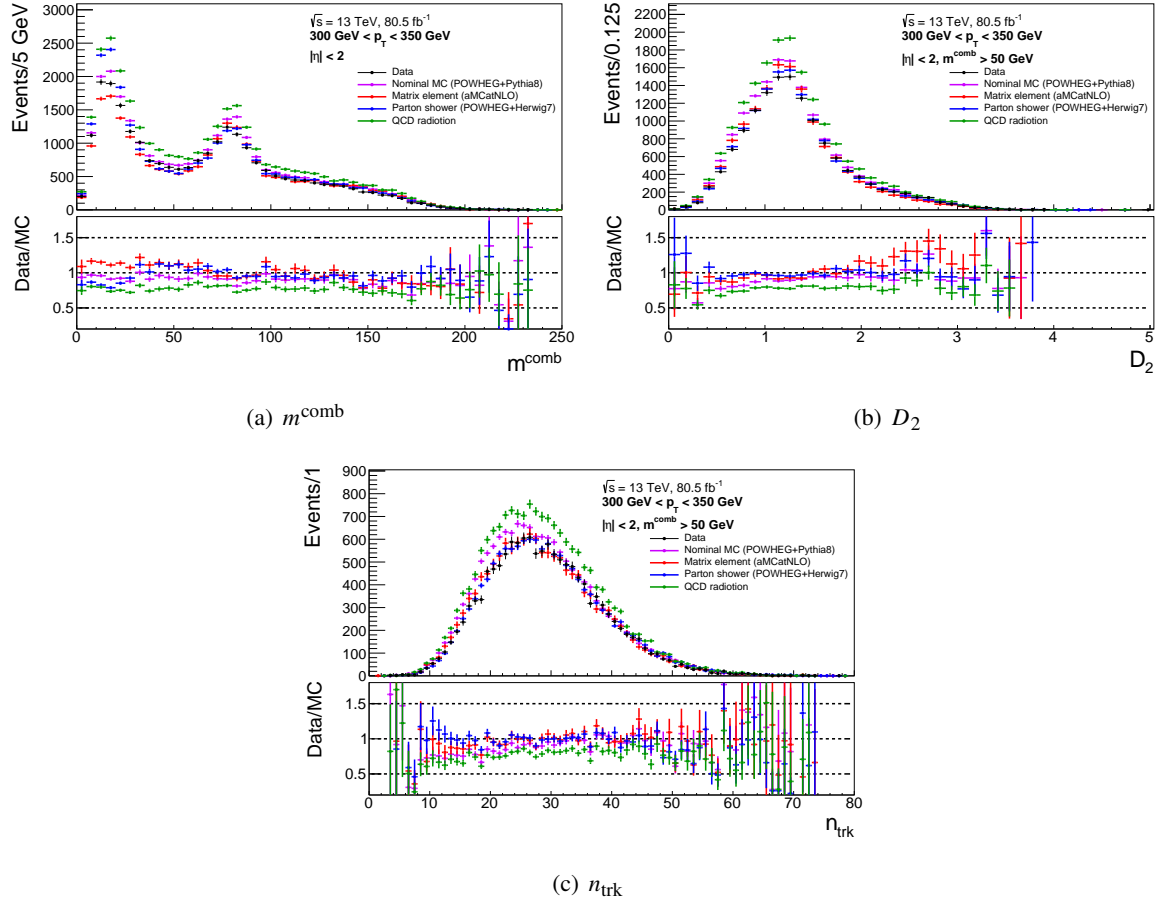 Events/5 GeV
3000
2500
2000
1500
1000
500
0
√s = 13 TeV, 80.5 fb⁻¹
300 GeV < p_T < 350 GeV
|η| < 2
Data
Nominal MC (POWHEG+Pythia8)
Matrix element (aMCatNLO)
Parton shower (POWHEG+Herwig7)
QCD radiotion
Data/MC
1.5
1
0.5
0 50 100 150 200 250
m^comb
(a) m^comb
Events/0.125
2200
2000
1800
1600
1400
1200
1000
800
600
400
200
0
√s = 13 TeV, 80.5 fb⁻¹
300 GeV < p_T < 350 GeV
|η| < 2, m^comb > 50 GeV
Data
Nominal MC (POWHEG+Pythia8)
Matrix element (aMCatNLO)
Parton shower (POWHEG+Herwig7)
QCD radiotion
Data/MC
1.5
1
0.5
0 1 2 3 4 5
D_2
(b) D_2
Events/1
900
800
700
600
500
400
300
200
100
0
√s = 13 TeV, 80.5 fb⁻¹
300 GeV < p_T < 350 GeV
|η| < 2, m^comb > 50 GeV
Data
Nominal MC (POWHEG+Pythia8)
Matrix element (aMCatNLO)
Parton shower (POWHEG+Herwig7)
QCD radiotion
Data/MC
1.5
1
0.5
0 10 20 30 40 50 60 70 80
n_trk
(c) n_trk